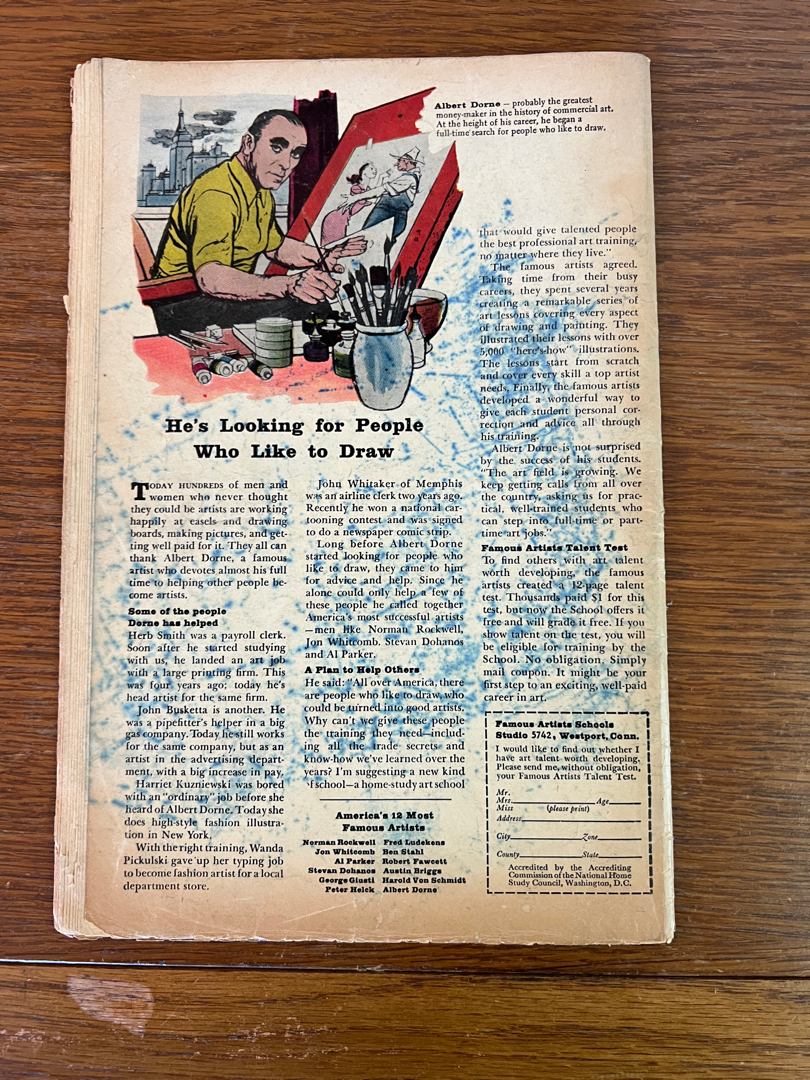 Albert Dorne — probably the greatest
money-maker in the history of commercial art.
At the height of his career, he began a
full-time search for people who like to draw.
He's Looking for People
Who Like to Draw
TODAY HUNDREDS of men and
women who never thought
they could be artists are working
happily at easels and drawing
boards, making pictures, and get-
ting well paid for it. They all can
thank Albert Dorne, a famous
artist who devotes almost his full
time to helping other people be-
come artists.
Some of the people
Dorne has helped
Herb Smith was a payroll clerk.
Soon after he started studying
with us, he landed an art job
with a large printing firm. This
was four years ago; today he's
head artist for the same firm.
John Busketta is another. He
was a pipefitter's helper in a big
gas company. Today he still works
for the same company, but as an
artist in the advertising depart-
ment, with a big increase in pay.
Harriet Kuzniewski was bored
with an "ordinary" job before she
heard of Albert Dorne. Today she
does high-style fashion illustra-
tion in New York.
With the right training, Wanda
Pickulski gave up her typing job
to become fashion artist for a local
department store.
John Whitaker of Memphis
was an airline clerk two years ago.
Recently he won a national car-
tooning contest and was signed
to do a newspaper comic strip.
Long before Albert Dorne
started looking for people who
like to draw, they came to him
for advice and help. Since he
alone could only help a few of
these people he called together
America's most successful artists
—men like Norman Rockwell,
Jon Whitcomb, Stevan Dohanos
and Al Parker.
A Plan to Help Others
He said: "All over America, there
are people who like to draw, who
could be turned into good artists.
Why can't we give these people
the training they need—includ-
ing all the trade secrets and
know-how we've learned over the
years? I'm suggesting a new kind
of school—a home-study art school
America's 12 Most
Famous Artists
Norman Rockwell Fred Ludekens
Jon Whitcomb Ben Stahl
Al Parker Robert Fawcett
Stevan Dohanos Austin Briggs
George Giusti Harold Von Schmidt
Peter Helck Albert Dorne
that would give talented people
the best professional art training,
no matter where they live."
The famous artists agreed.
Taking time from their busy
careers, they spent several years
creating a remarkable series of
art lessons covering every aspect
of drawing and painting. They
illustrated their lessons with over
5,000 "here's-how" illustrations.
The lessons start from scratch
and cover every skill a top artist
needs. Finally, the famous artists
developed a wonderful way to
give each student personal cor-
rection and advice all through
his training.
Albert Dorne is not surprised
by the success of his students.
"The art field is growing. We
keep getting calls from all over
the country, asking us for prac-
tical, well-trained students who
can step into full-time or part-
time art jobs."
Famous Artists Talent Test
To find others with art talent
worth developing, the famous
artists created a 12-page talent
test. Thousands paid $1 for this
test, but now the School offers it
free and will grade it free. If you
show talent on the test, you will
be eligible for training by the
School. No obligation. Simply
mail coupon. It might be your
first step to an exciting, well-paid
career in art.
Famous Artists Schools
Studio 5742, Westport, Conn.
I would like to find out whether I
have art talent worth developing.
Please send me, without obligation,
your Famous Artists Talent Test.
Mr.
Mrs. Age
Miss (please print)
Address
City Zone
County State
Accredited by the Accrediting
Commission of the National Home
Study Council, Washington, D.C.